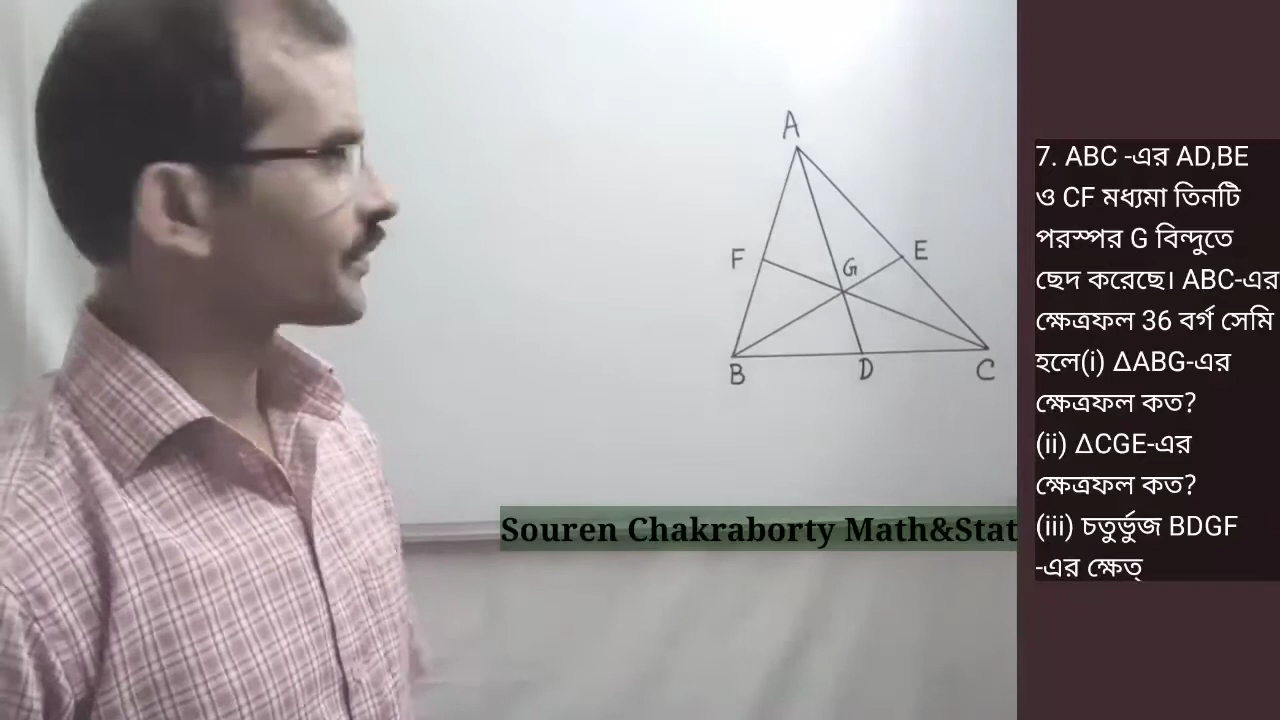 A
F
E
G
B
D
C
Souren Chakraborty Math&Stat
7. ABC -এর AD,BE
ও CF মধ্যমা তিনটি
পরস্পর G বিন্দুতে
ছেদ করেছে। ABC-এর
ক্ষেত্রফল 36 বর্গ সেমি
হলে(i) ΔABG-এর
ক্ষেত্রফল কত?
(ii) ΔCGE-এর
ক্ষেত্রফল কত?
(iii) চতুর্ভুজ BDGF
-এর ক্ষেত্